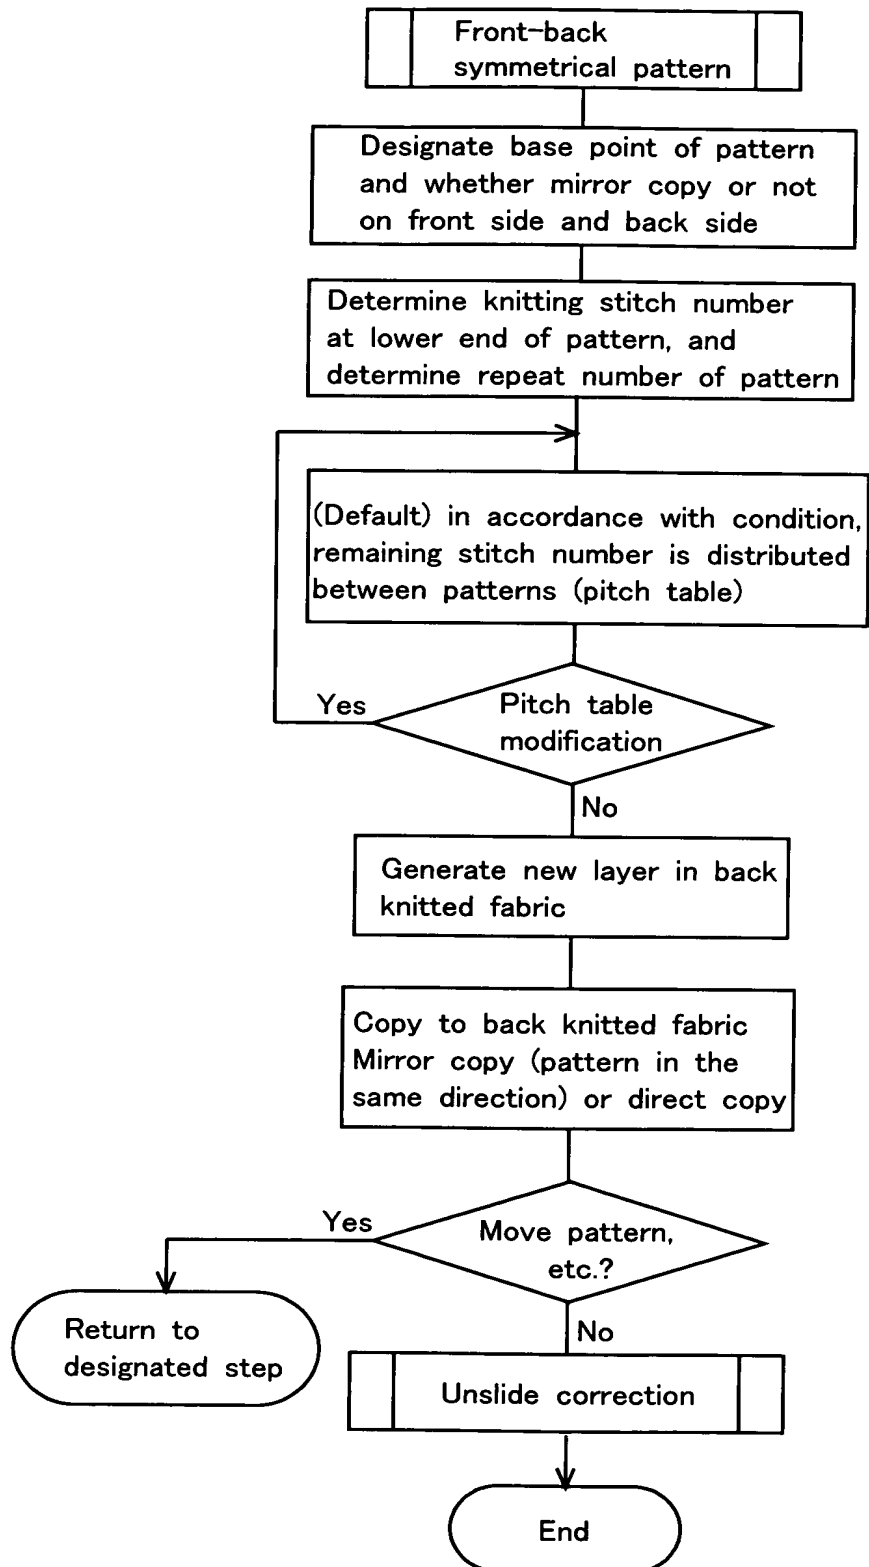 Front-back
symmetrical pattern
Designate base point of pattern
and whether mirror copy or not
on front side and back side
Determine knitting stitch number
at lower end of pattern, and
determine repeat number of pattern
(Default) in accordance with condition,
remaining stitch number is distributed
between patterns (pitch table)
Yes
Pitch table
modification
No
Generate new layer in back
knitted fabric
Copy to back knitted fabric
Mirror copy (pattern in the
same direction) or direct copy
Yes
Move pattern,
etc.?
Return to
designated step
No
Unslide correction
End